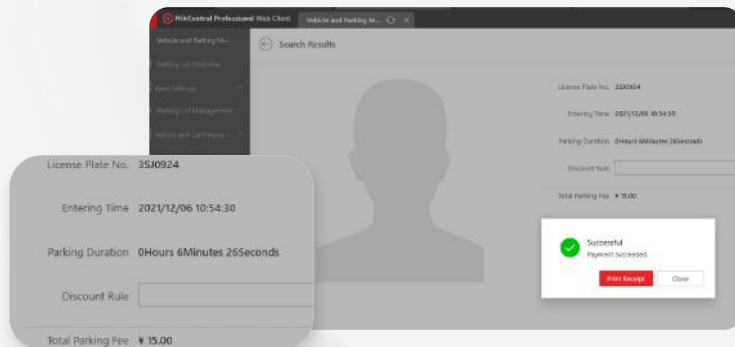 HikCentral Professional Web Client
Vehicle and Parking M...
Vehicle and Parking M...
Parking Lot Overview
Basic Settings
Parking Lot Management
Vehicle and Card Mana...
Search Results
License Plate No. 3SJ0924
Entering Time 2021/12/06 10:54:30
Parking Duration 0Hours 6Minutes 26Seconds
Discount Rule
Total Parking Fee ¥ 15.00
Successful
Payment succeeded.
Print Receipt Close
License Plate No. 3SJ0924
Entering Time 2021/12/06 10:54:30
Parking Duration 0Hours 6Minutes 26Seconds
Discount Rule
Total Parking Fee ¥ 15.00